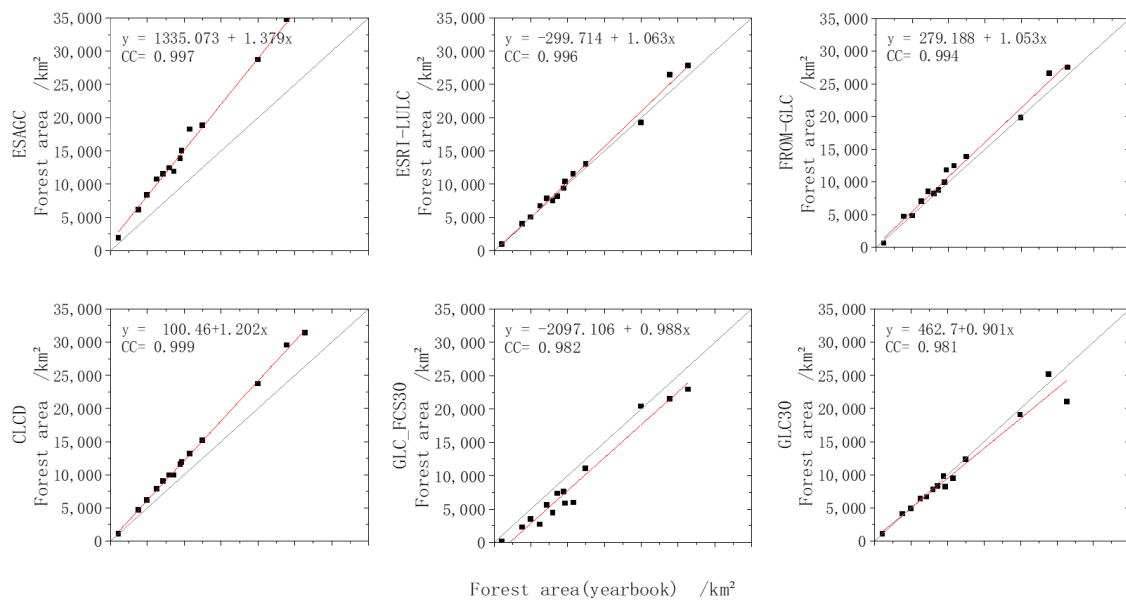 35,000
30,000
25,000
20,000
15,000
10,000
5,000
0
ESAGC
Forest area /km²
y = 1335.073 + 1.379x
CC= 0.997
35,000
30,000
25,000
20,000
15,000
10,000
5,000
0
ESRI-LULC
Forest area /km²
y = -299.714 + 1.063x
CC= 0.996
35,000
30,000
25,000
20,000
15,000
10,000
5,000
0
FROM-GLC
Forest area /km²
y = 279.188 + 1.053x
CC= 0.994
35,000
30,000
25,000
20,000
15,000
10,000
5,000
0
CLCD
Forest area /km²
y = 100.46+1.202x
CC= 0.999
35,000
30,000
25,000
20,000
15,000
10,000
5,000
0
GLC_FCS30
Forest area /km²
y = -2097.106 + 0.988x
CC= 0.982
35,000
30,000
25,000
20,000
15,000
10,000
5,000
0
GLC30
Forest area /km²
y = 462.7+0.901x
CC= 0.981
Forest area(yearbook) /km²